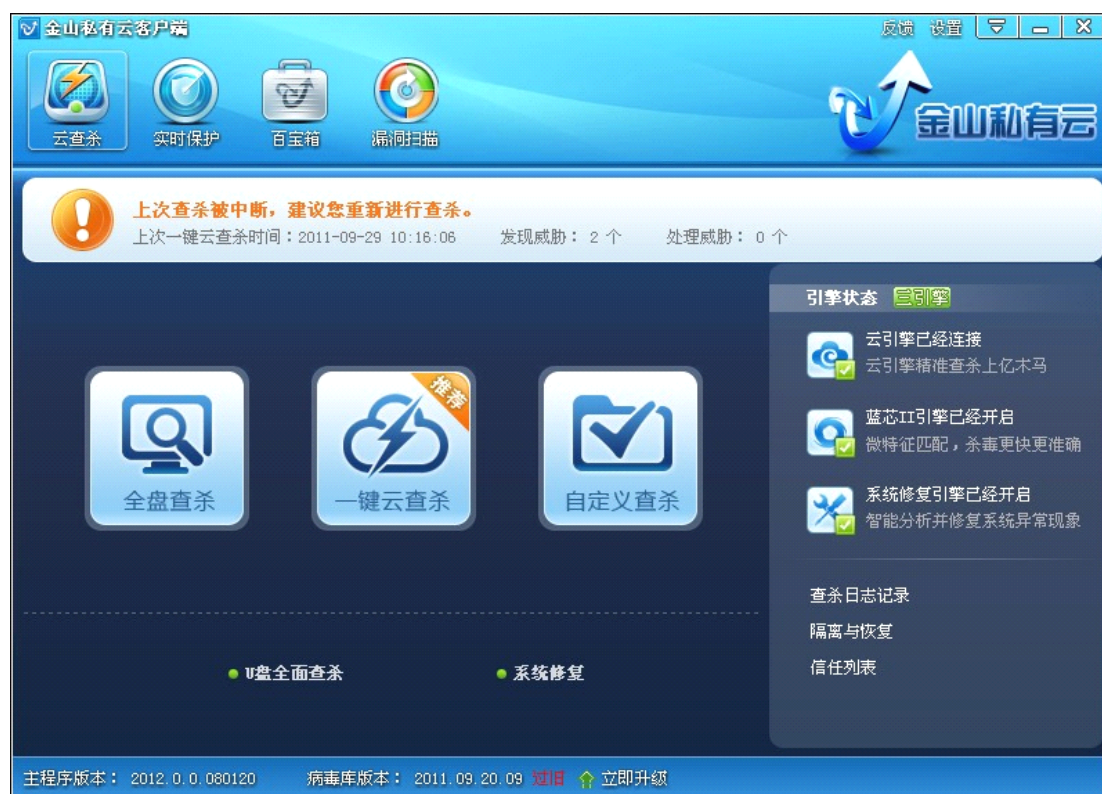 金山私有云客户端 反馈 设置
云查杀 实时保护 百宝箱 漏洞扫描
金山私有云
上次查杀被中断，建议您重新进行查杀。
上次一键云查杀时间：2011-09-29 10:16:06 发现威胁： 2 个 处理威胁： 0 个
引擎状态 三引擎
云引擎已经连接
云引擎精准查杀上亿木马
蓝芯II引擎已经开启
微特征匹配，杀毒更快更准确
系统修复引擎已经开启
智能分析并修复系统异常现象
推荐
全盘查杀 一键云查杀 自定义查杀
查杀日志记录
隔离与恢复
信任列表
U盘全面查杀 系统修复
主程序版本： 2012.0.0.080120 病毒库版本： 2011.09.20.09 过旧 立即升级